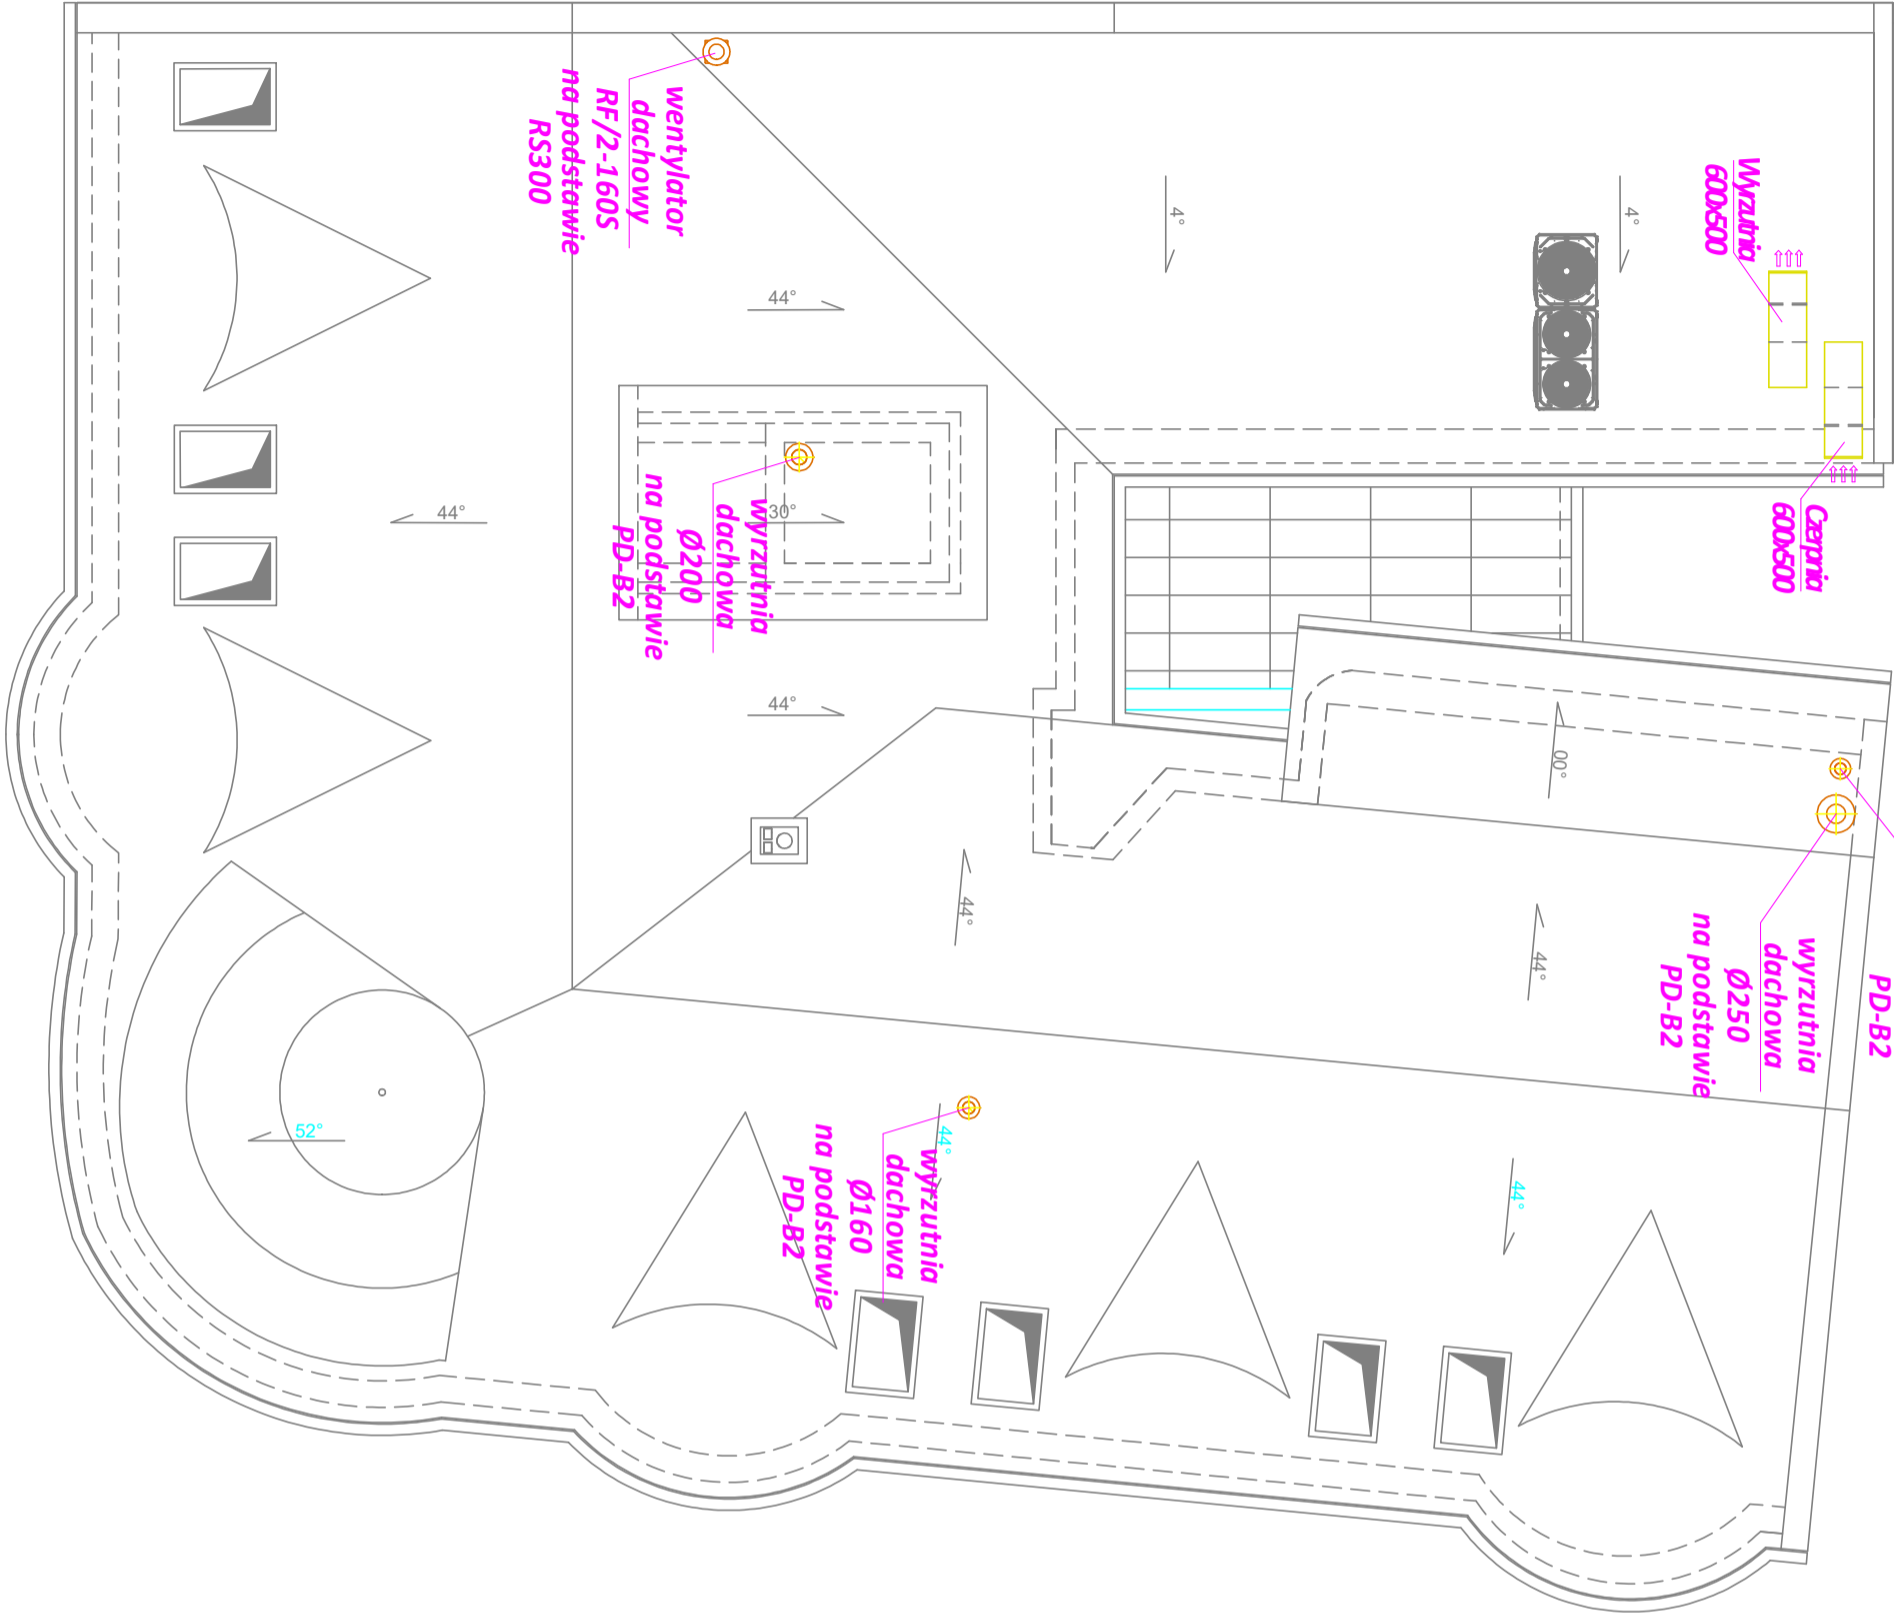 wentylator
dachowy
RF/2-160S
na podstawie
RS300
Wyrzutnia
600x500
4°
4°
44°
Czerpnia
600x500
wyrzutnia
dachowa
Ø200
na podstawie
PD-B2
30°
44°
44°
00°
44°
44°
PD-B2
wyrzutnia
dachowa
Ø250
na podstawie
PD-B2
52°
44°
wyrzutnia
dachowa
Ø160
na podstawie
PD-B2
44°